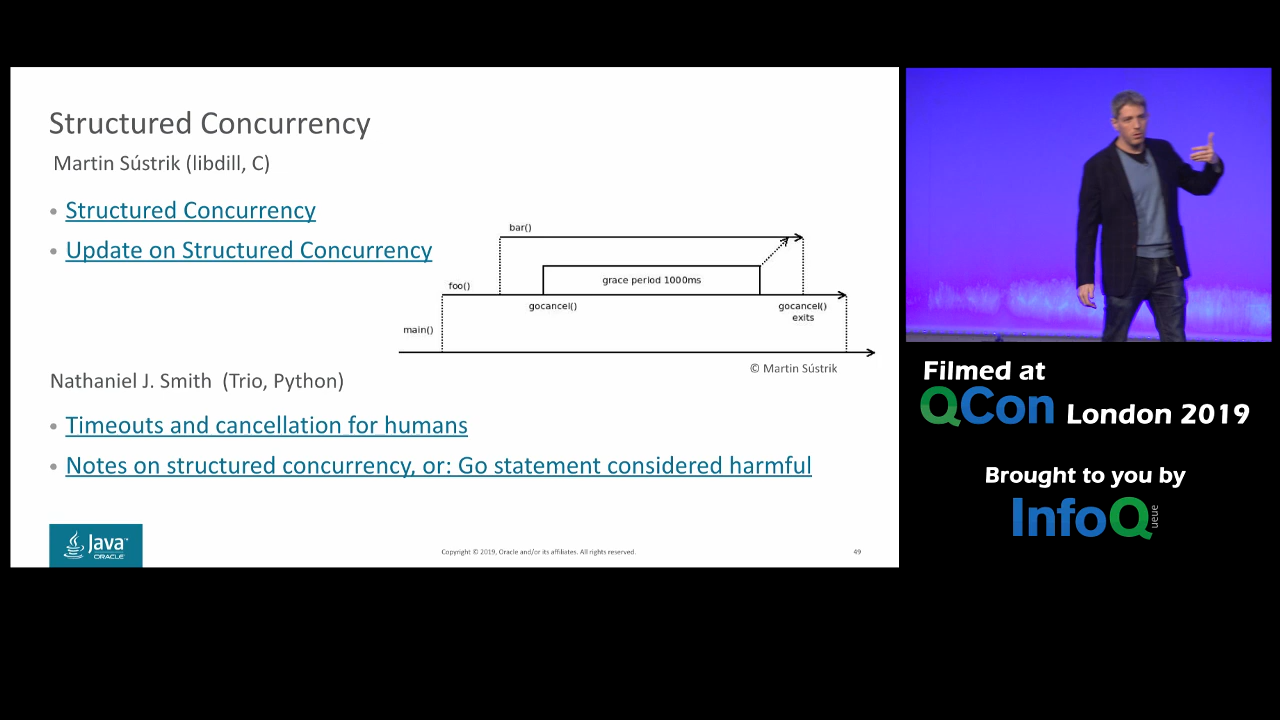 Structured Concurrency
Martin Sústrik (libdill, C)
• Structured Concurrency
• Update on Structured Concurrency
bar()
grace period 1000ms
foo()
gocancel()
gocancel()
exits
main()
© Martin Sústrik
Nathaniel J. Smith (Trio, Python)
• Timeouts and cancellation for humans
• Notes on structured concurrency, or: Go statement considered harmful
Java™
ORACLE
Copyright © 2019, Oracle and/or its affiliates. All rights reserved.
49
Filmed at
QCon London 2019
Brought to you by
InfoQueue